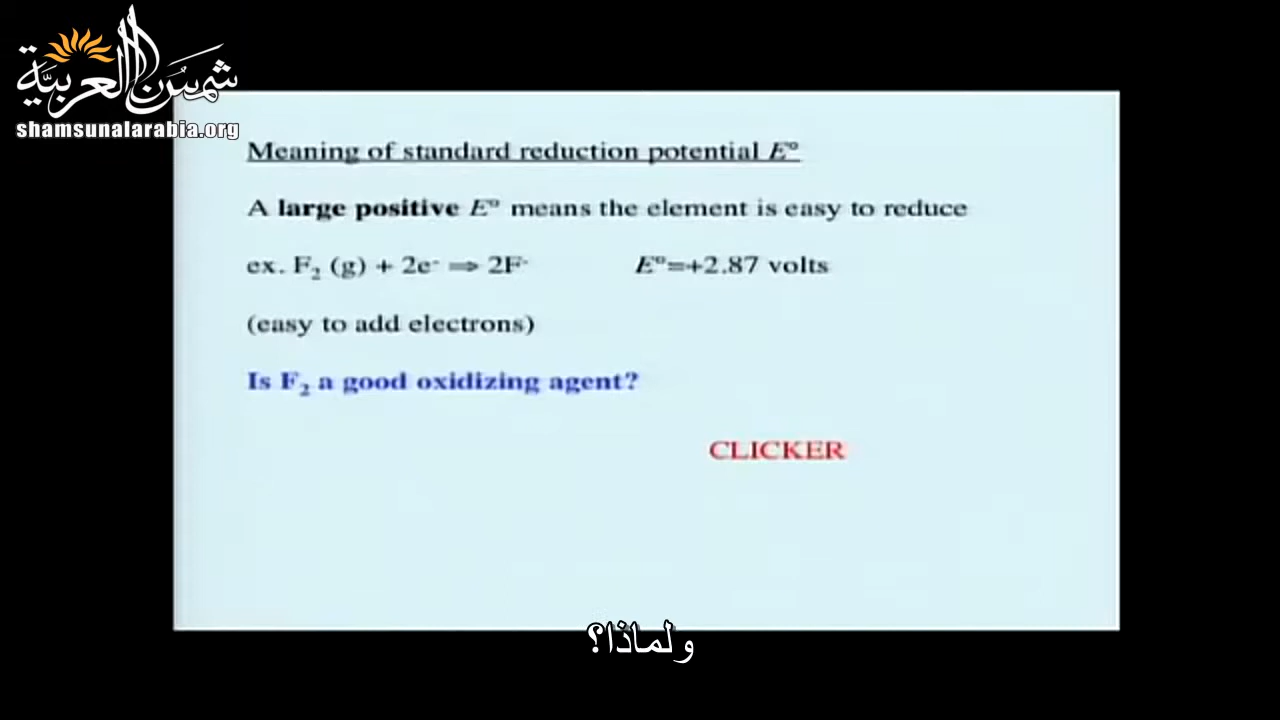 شمس العربية
shamsunalarabia.org
Meaning of standard reduction potential E°
A large positive E° means the element is easy to reduce
ex. F₂ (g) + 2e⁻ ⇒ 2F⁻ E°=+2.87 volts
(easy to add electrons)
Is F₂ a good oxidizing agent?
CLICKER
ولماذا؟